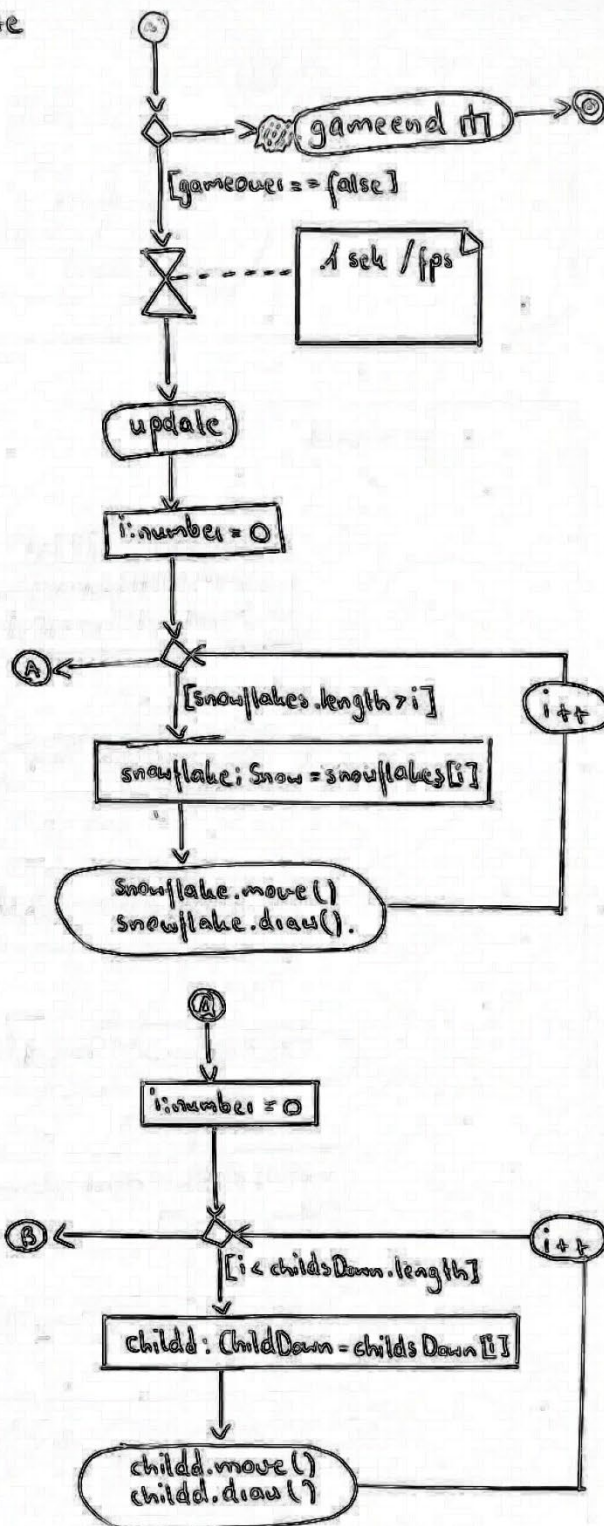 gameend
[gameover == false]
1 sek / fps
update
i:number = 0
A
[snowflakes.length > i]
i++
snowflake: Snow = snowflakes[i]
snowflake.move()
snowflake.draw().
A
i:number = 0
B
i++
[i < childsDown.length]
childd: ChildDown = childsDown[i]
childd.move()
childd.draw()